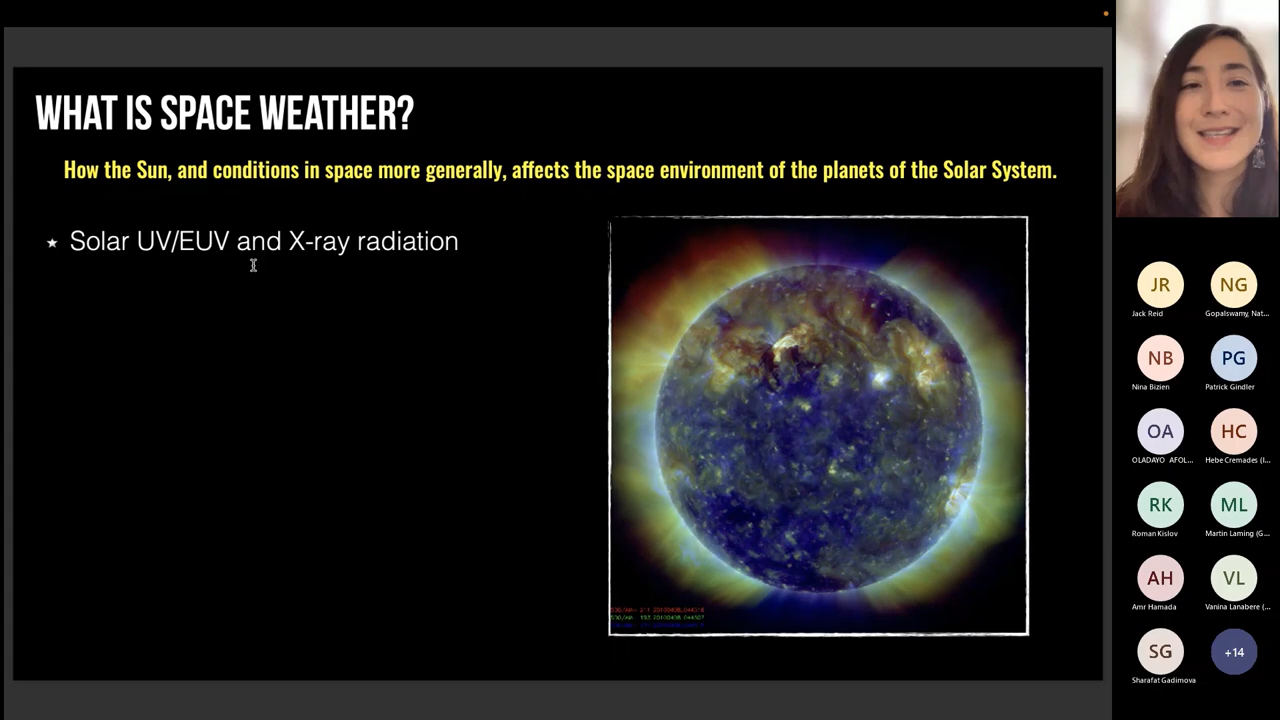 WHAT IS SPACE WEATHER?
How the Sun, and conditions in space more generally, affects the space environment of the planets of the Solar System.
★ Solar UV/EUV and X-ray radiation
JR
Jack Reid
NG
Gopalswamy, Nat...
NB
Nina Bizien
PG
Patrick Gindler
OA
OLADAYO AFOL...
HC
Hebe Cremades (I...
RK
Roman Kislov
ML
Martin Laming (G...
AH
Amr Hamada
VL
Vanina Lanabere (...
SG
Sharafat Gadimova
+14